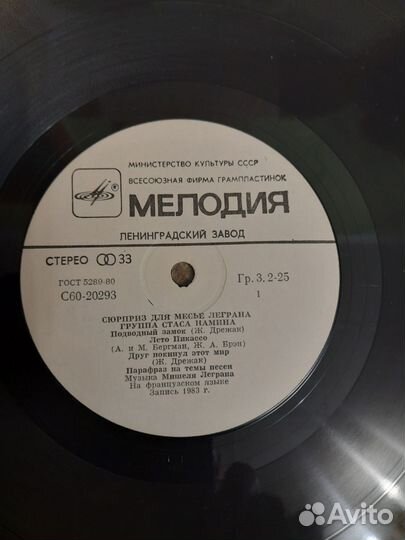 МИНИСТЕРСТВО КУЛЬТУРЫ СССР
ВСЕСОЮЗНАЯ ФИРМА ГРАМПЛАСТИНОК
МЕЛОДИЯ
ЛЕНИНГРАДСКИЙ ЗАВОД
СТЕРЕО 33
ГОСТ 5289-80
Гр. 3. 2-25
С60-20293
1
СЮРПРИЗ ДЛЯ МЕСЬЕ ЛЕГРАНА
ГРУППА СТАСА НАМИНА
Подводный замок (Ж. Дрежак)
Лето Пикассо
(А. и М. Бергман, Ж. А. Брэн)
Друг покинул этот мир
(Ж. Дрежак)
Парафраз на темы песен
Музыка Мишеля Леграна
На французском языке
Запись 1983 г.
Avito